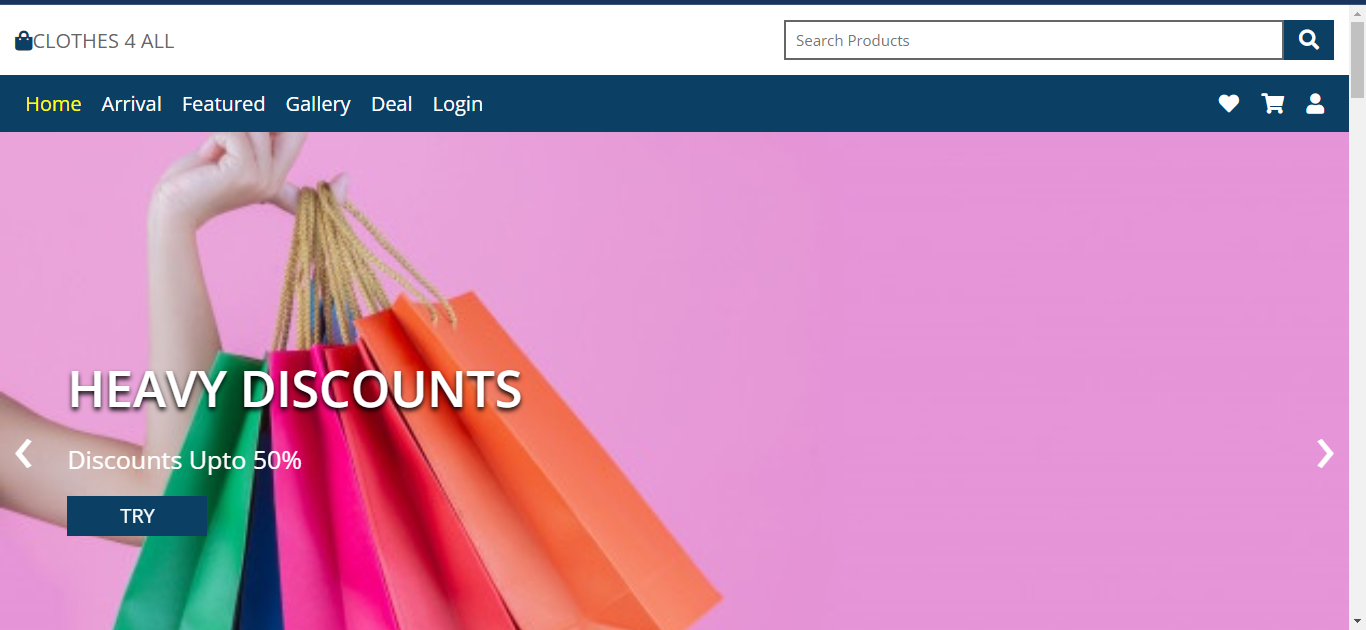 CLOTHES 4 ALL
Search Products
Home Arrival Featured Gallery Deal Login
HEAVY DISCOUNTS
Discounts Upto 50%
TRY